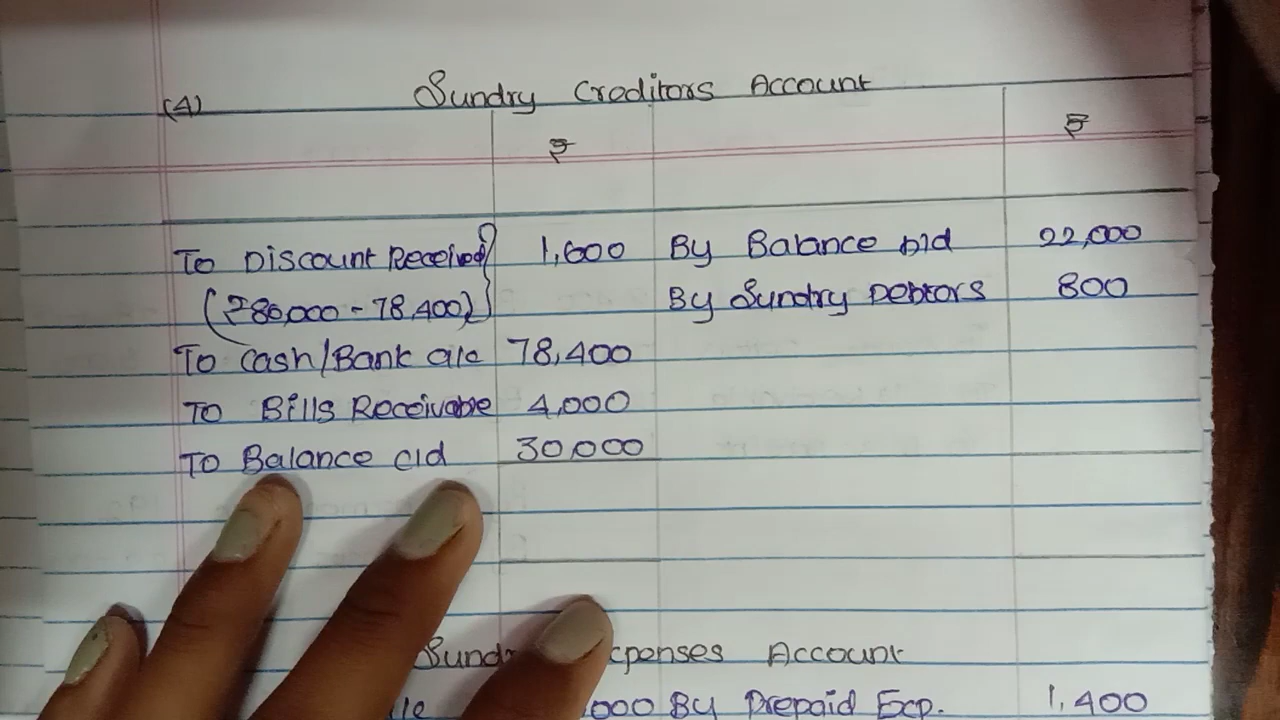 (4) Sundry Creditors Account
₹ ₹
To Discount Received 1,600 By Balance b/d 22,000
(₹80,000 - 78,400) By Sundry Debtors 800
To Cash/Bank a/c 78,400
To Bills Receivable 4,000
To Balance c/d 30,000
Account
000 By Prepaid Exp. 1,400